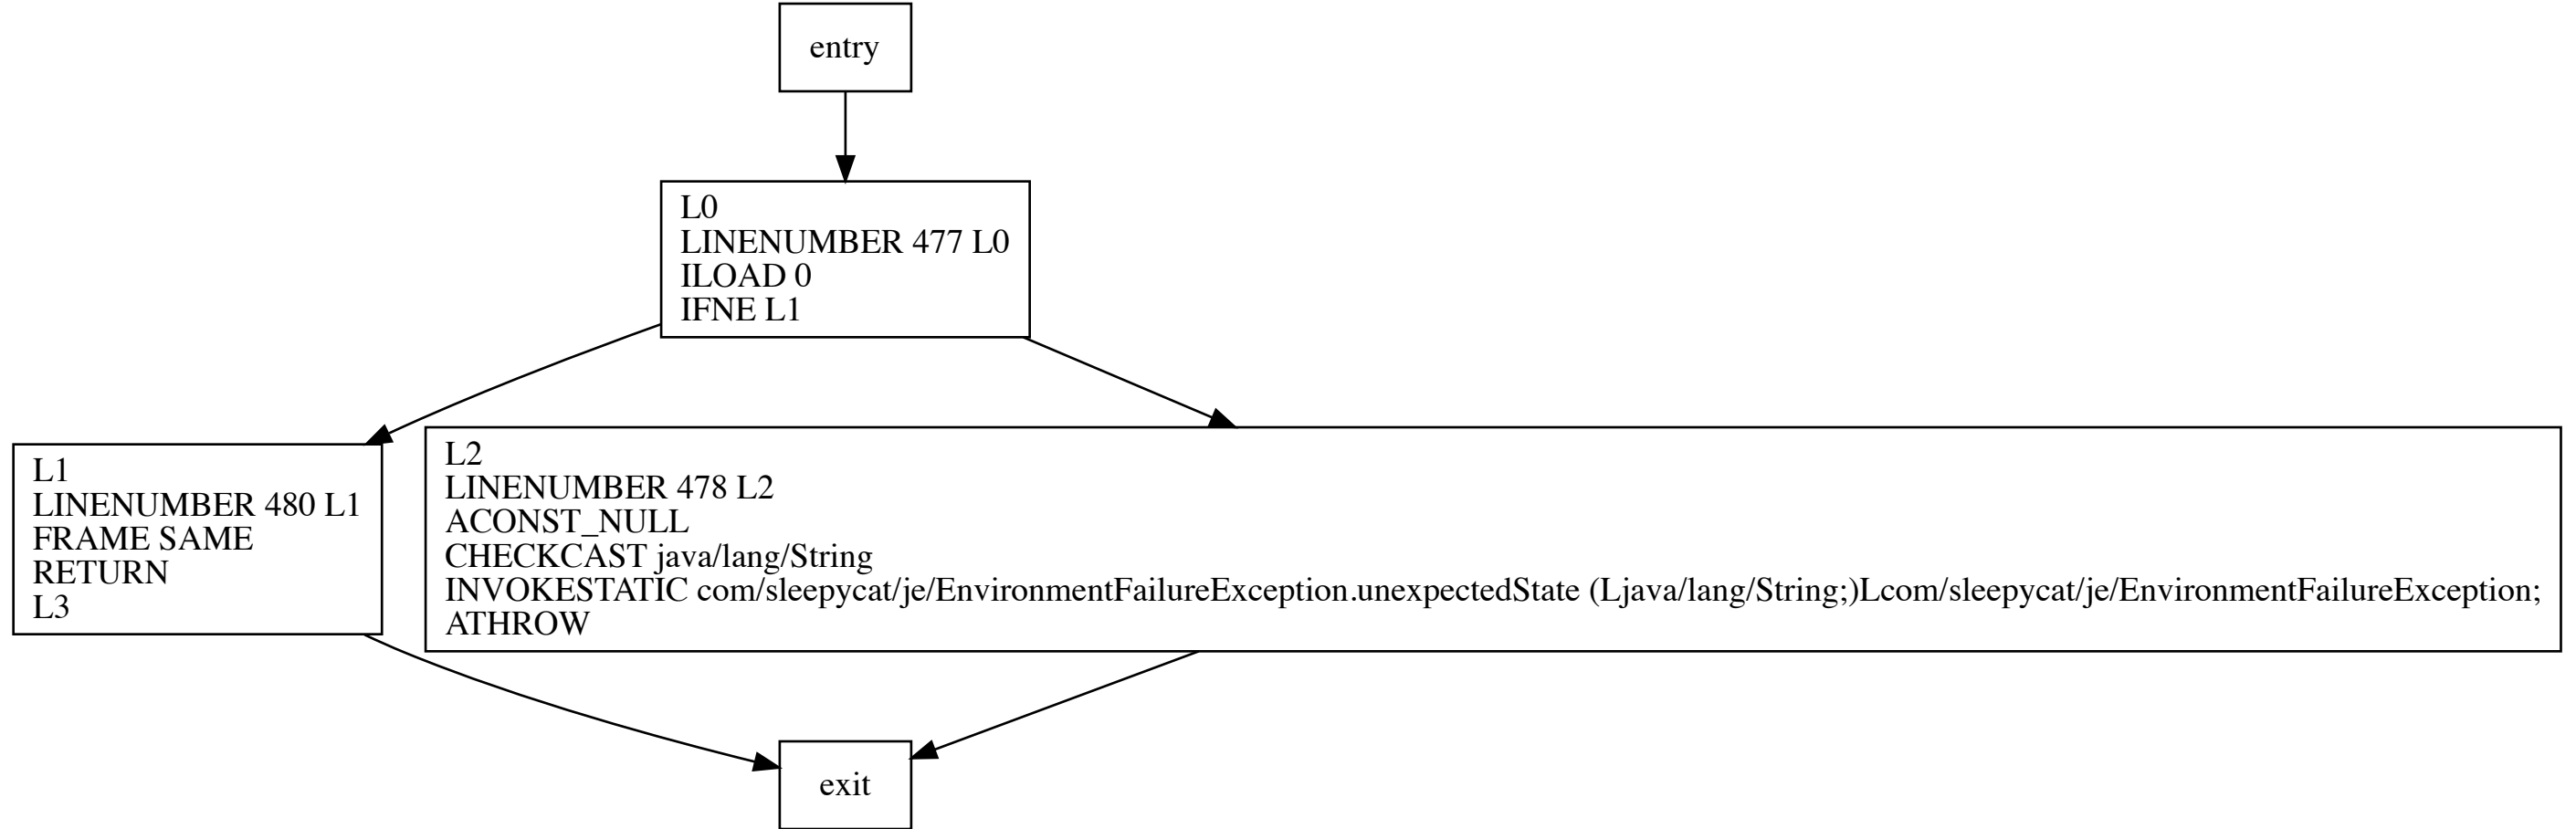 entry
L0
LINENUMBER 477 L0
ILOAD 0
IFNE L1
L1
LINENUMBER 480 L1
FRAME SAME
RETURN
L3
L2
LINENUMBER 478 L2
ACONST_NULL
CHECKCAST java/lang/String
INVOKESTATIC com/sleepycat/je/EnvironmentFailureException.unexpectedState (Ljava/lang/String;)Lcom/sleepycat/je/EnvironmentFailureException;
ATHROW
exit